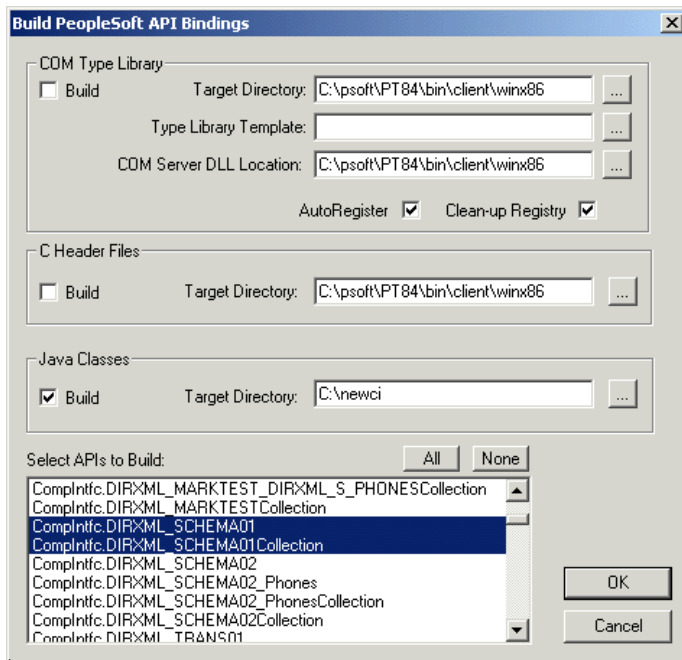 Build PeopleSoft API Bindings
COM Type Library
Build Target Directory: C:\psoft\PT84\bin\client\winx86 ...
Type Library Template: ...
COM Server DLL Location: C:\psoft\PT84\bin\client\winx86 ...
AutoRegister Clean-up Registry
C Header Files
Build Target Directory: C:\psoft\PT84\bin\client\winx86 ...
Java Classes
Build Target Directory: C:\newci ...
Select APIs to Build: All None
CompIntfc.DIRXML_MARKTEST_DIRXML_S_PHONESCollection
CompIntfc.DIRXML_MARKTESTCollection
CompIntfc.DIRXML_SCHEMA01
CompIntfc.DIRXML_SCHEMA01Collection
CompIntfc.DIRXML_SCHEMA02
CompIntfc.DIRXML_SCHEMA02_Phones
CompIntfc.DIRXML_SCHEMA02_PhonesCollection
CompIntfc.DIRXML_SCHEMA02Collection
CompIntfc.DIRXML_TRANS01
OK
Cancel